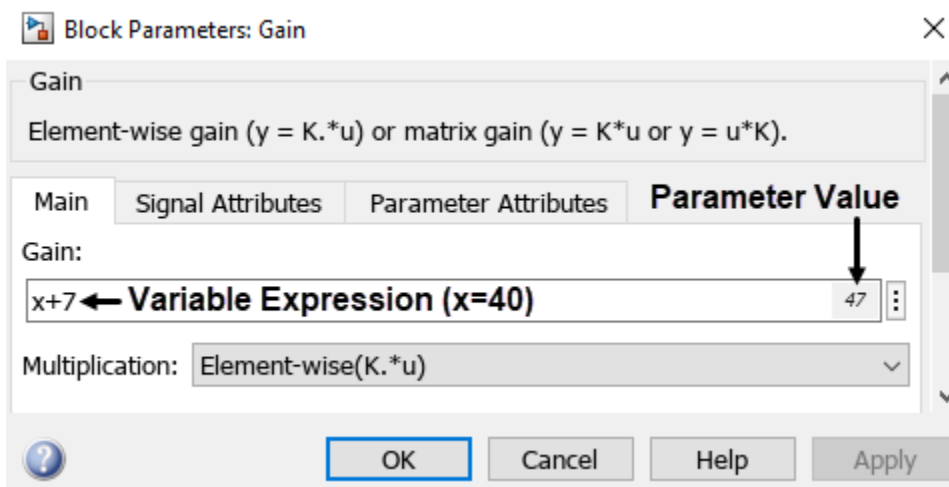 Block Parameters: Gain
Gain
Element-wise gain (y = K.*u) or matrix gain (y = K*u or y = u*K).
Main Signal Attributes Parameter Attributes Parameter Value
Gain:
x+7 Variable Expression (x=40) 47
Multiplication: Element-wise(K.*u)
? OK Cancel Help Apply